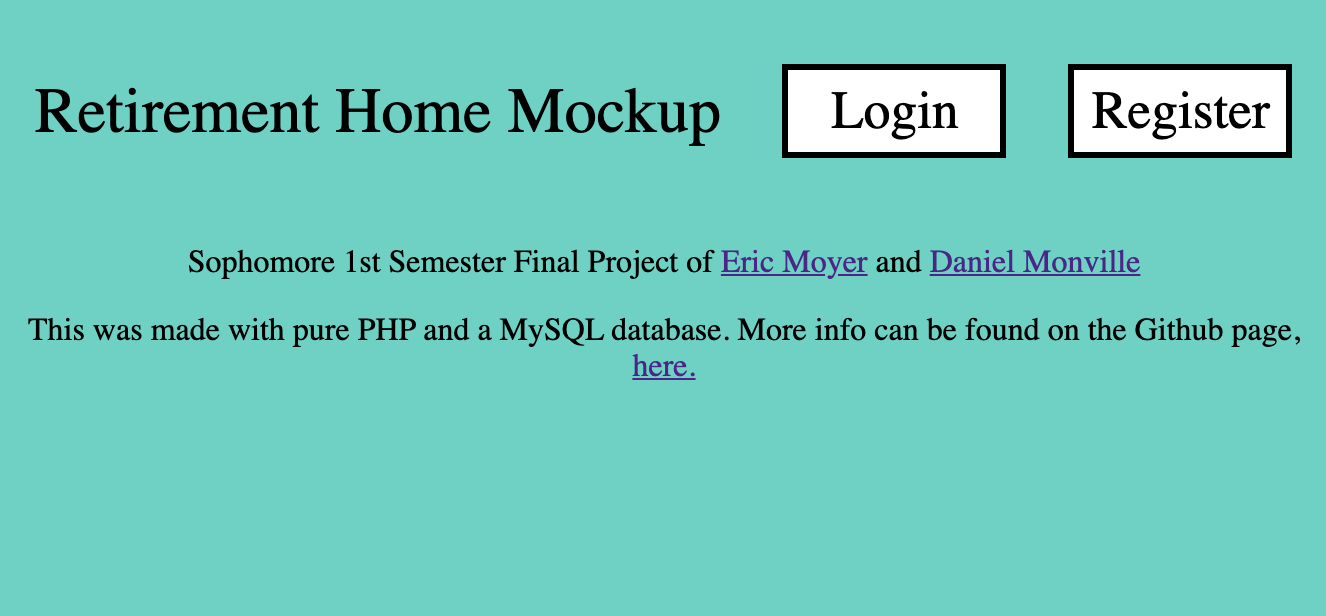 Retirement Home Mockup Login Register
Sophomore 1st Semester Final Project of Eric Moyer and Daniel Monville
This was made with pure PHP and a MySQL database. More info can be found on the Github page,
here.